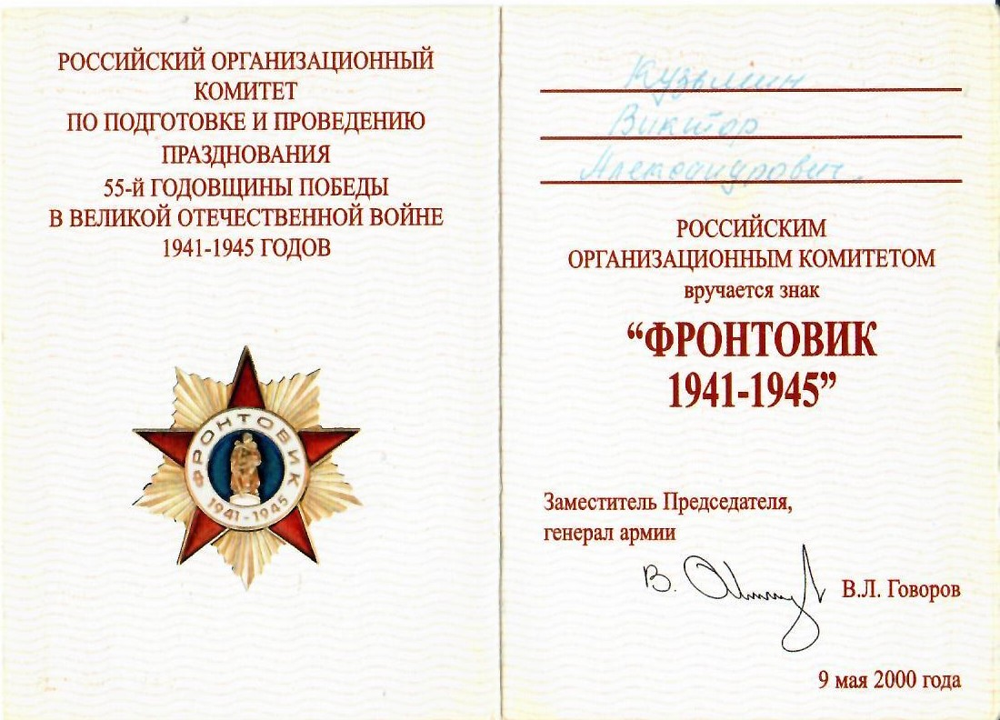 РОССИЙСКИЙ ОРГАНИЗАЦИОННЫЙ
КОМИТЕТ
ПО ПОДГОТОВКЕ И ПРОВЕДЕНИЮ
ПРАЗДНОВАНИЯ
55-й ГОДОВЩИНЫ ПОБЕДЫ
В ВЕЛИКОЙ ОТЕЧЕСТВЕННОЙ ВОЙНЕ
1941-1945 ГОДОВ
ФРОНТОВИК
1941-1945
Кузьмин
Виктор
Александрович.
РОССИЙСКИМ
ОРГАНИЗАЦИОННЫМ КОМИТЕТОМ
вручается знак
“ФРОНТОВИК
1941-1945”
Заместитель Председателя,
генерал армии
В.Л. Говоров
9 мая 2000 года